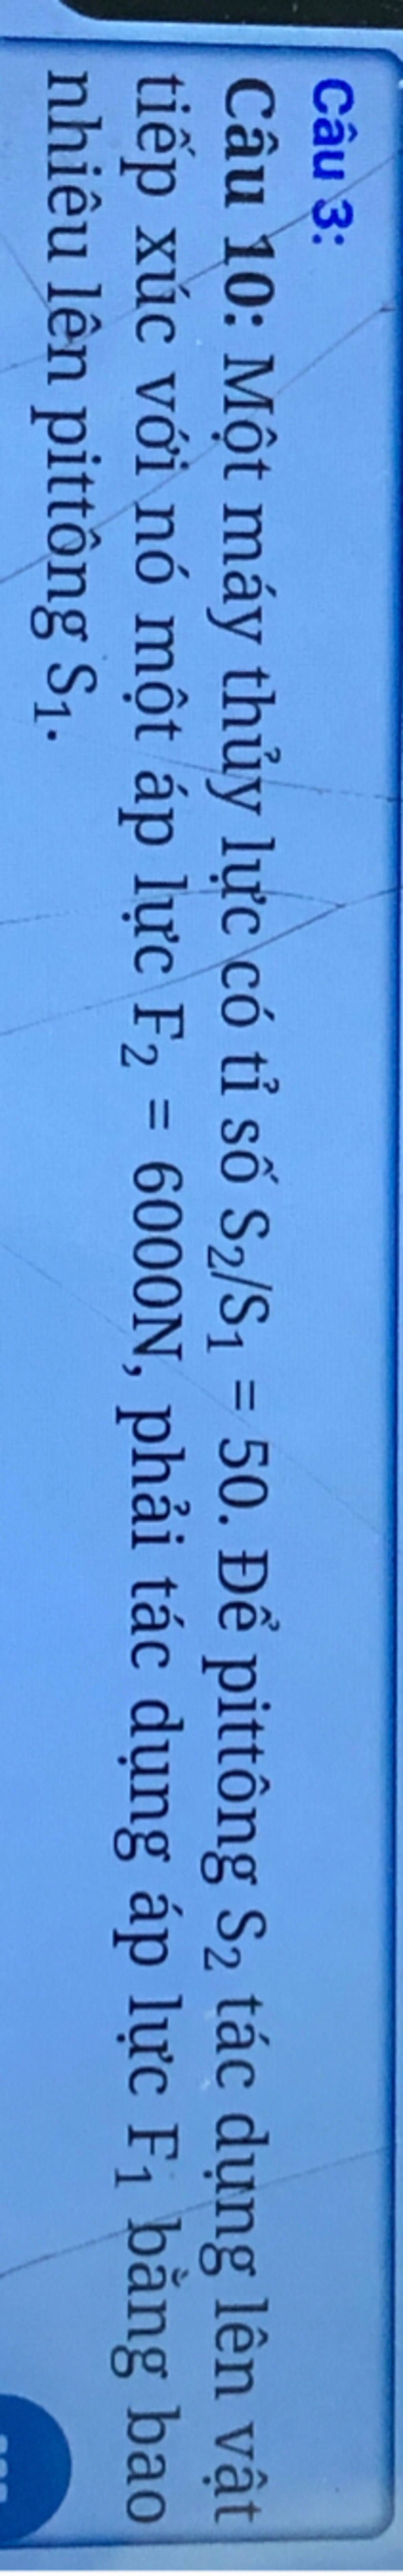 Câu 3:
Câu 10: Một máy thủy lực có tỉ số S₂/S₁ = 50. Để pittông S₂ tác dụng lên vật
tiếp xúc với nó một áp lực F₂ = 6000N, phải tác dụng áp lực F₁ bằng bao
nhiêu lên pittông S₁.